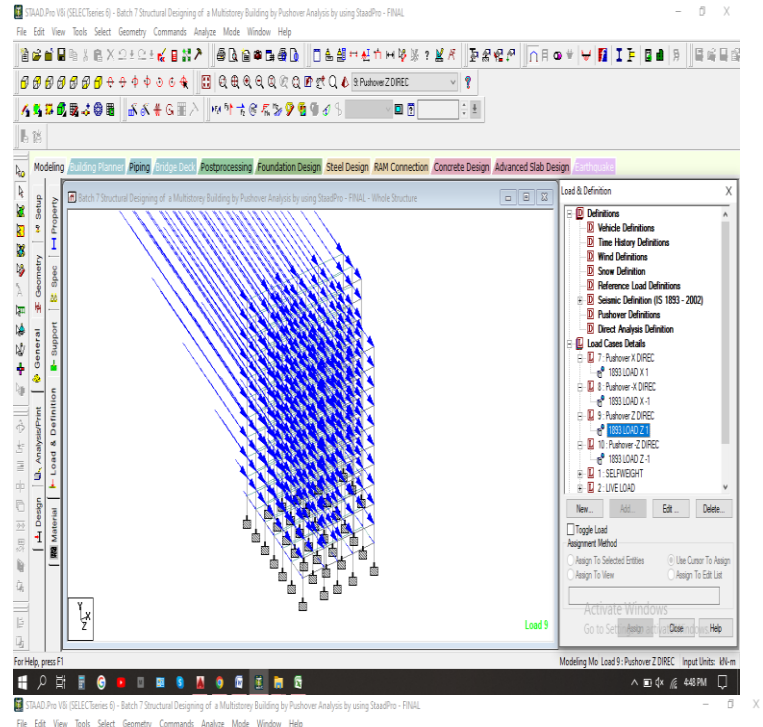 STAAD.Pro V8i (SELECTseries 6) - Batch 7 Structural Designing of a Multistorey Building by Pushover Analysis by using StaadPro - FINAL
File Edit View Tools Select Geometry Commands Analyze Mode Window Help
9: Pushover Z DIREC
Modeling Building Planner Piping Bridge Deck Postprocessing Foundation Design Steel Design RAM Connection Concrete Design Advanced Slab Design Earthquake
Batch 7 Structural Designing of a Multistorey Building by Pushover Analysis by using StaadPro - FINAL - Whole Structure
Setup
Geometry
General
Analysis/Print
Design
Property
Spec
Support
Load & Definition
Material
Y
X
Z
Load 9
Load & Definition
Definitions
Vehicle Definitions
Time History Definitions
Wind Definitions
Snow Definition
Reference Load Definitions
Seismic Definition (IS 1893 - 2002)
Pushover Definitions
Direct Analysis Definition
Load Cases Details
7 : Pushover X DIREC
1893 LOAD X 1
8 : Pushover -X DIREC
1893 LOAD X -1
9 : Pushover Z DIREC
1893 LOAD Z 1
10 : Pushover -Z DIREC
1893 LOAD Z -1
1 : SELFWEIGHT
2 : LIVE LOAD
New... Add... Edit ... Delete...
Toggle Load
Assignment Method
Assign To Selected Entities Use Cursor To Assign
Assign To View Assign To Edit List
Activate Windows
Go to Assign Close Help
For Help, press F1 Modeling Mo Load 9 : Pushover Z DIREC Input Units: kN-m
4:48 PM
STAAD.Pro V8i (SELECTseries 6) - Batch 7 Structural Designing of a Multistorey Building by Pushover Analysis by using StaadPro - FINAL
File Edit View Tools Select Geometry Commands Analyze Mode Window Help